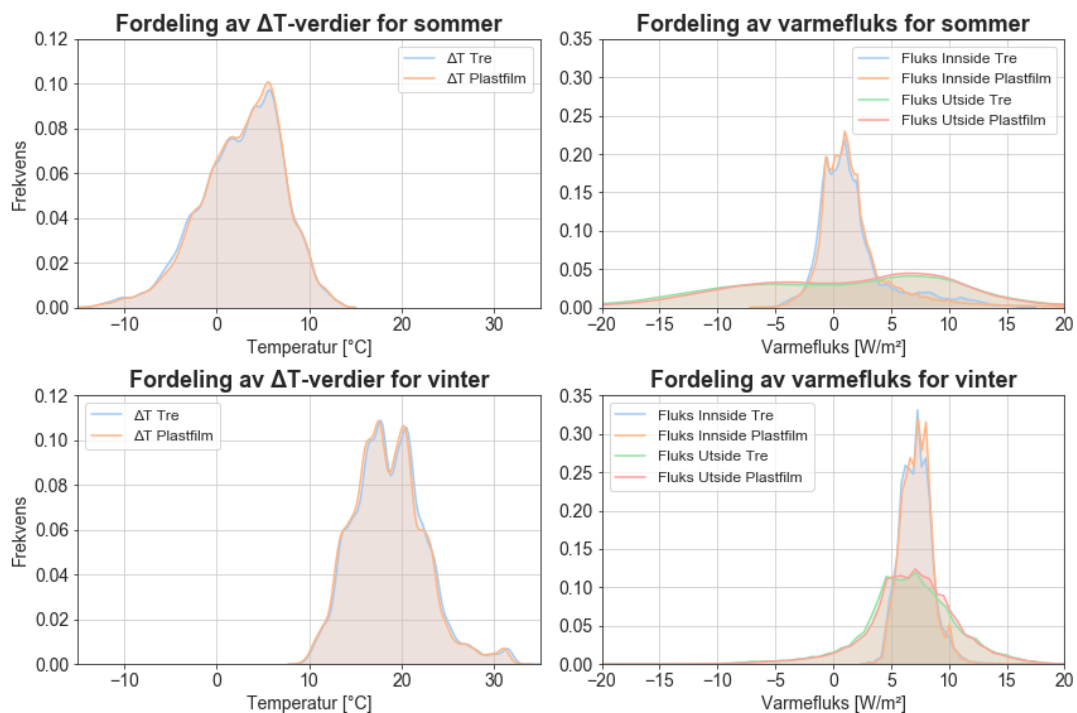 Fordeling av ΔT-verdier for sommer
0.12
0.10
0.08
0.06
0.04
0.02
0.00
Frekvens
ΔT Tre
ΔT Plastfilm
−10 0 10 20 30
Temperatur [°C]
Fordeling av varmefluks for sommer
0.35
0.30
0.25
0.20
0.15
0.10
0.05
0.00
Fluks Innside Tre
Fluks Innside Plastfilm
Fluks Utside Tre
Fluks Utside Plastfilm
−20 −15 −10 −5 0 5 10 15 20
Varmefluks [W/m²]
Fordeling av ΔT-verdier for vinter
0.12
0.10
0.08
0.06
0.04
0.02
0.00
Frekvens
ΔT Tre
ΔT Plastfilm
−10 0 10 20 30
Temperatur [°C]
Fordeling av varmefluks for vinter
0.35
0.30
0.25
0.20
0.15
0.10
0.05
0.00
Fluks Innside Tre
Fluks Innside Plastfilm
Fluks Utside Tre
Fluks Utside Plastfilm
−20 −15 −10 −5 0 5 10 15 20
Varmefluks [W/m²]